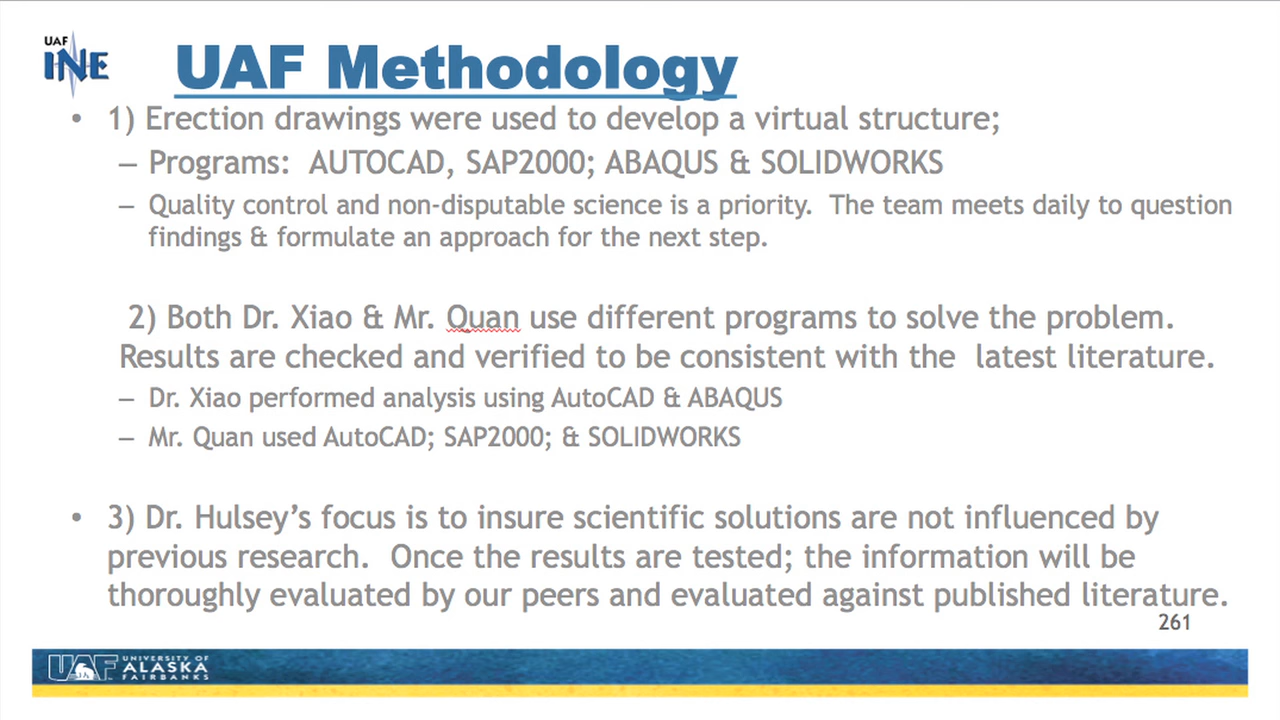 UAF
INE
UAF Methodology
• 1) Erection drawings were used to develop a virtual structure;
– Programs: AUTOCAD, SAP2000; ABAQUS & SOLIDWORKS
– Quality control and non-disputable science is a priority. The team meets daily to question
findings & formulate an approach for the next step.
2) Both Dr. Xiao & Mr. Quan use different programs to solve the problem.
Results are checked and verified to be consistent with the latest literature.
– Dr. Xiao performed analysis using AutoCAD & ABAQUS
– Mr. Quan used AutoCAD; SAP2000; & SOLIDWORKS
• 3) Dr. Hulsey’s focus is to insure scientific solutions are not influenced by
previous research. Once the results are tested; the information will be
thoroughly evaluated by our peers and evaluated against published literature.
261
UAF
UNIVERSITY OF
ALASKA
FAIRBANKS